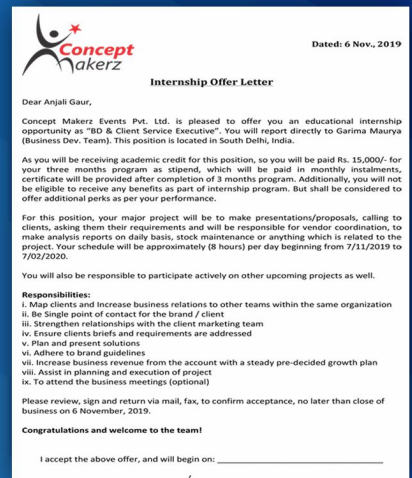 Concept
Makerz
Dated: 6 Nov., 2019
Internship Offer Letter
Dear Anjali Gaur,
Concept Makerz Events Pvt. Ltd. is pleased to offer you an educational internship
opportunity as "BD & Client Service Executive". You will report directly to Garima Maurya
(Business Dev. Team). This position is located in South Delhi, India.
As you will be receiving academic credit for this position, so you will be paid Rs. 15,000/- for
your three months program as stipend, which will be paid in monthly instalments,
certificate will be provided after completion of 3 months program. Additionally, you will not
be eligible to receive any benefits as part of internship program. But shall be considered to
offer additional perks as per your performance.
For this position, your major project will be to make presentations/proposals, calling to
clients, asking them their requirements and will be responsible for vendor coordination, to
make analysis reports on daily basis, stock maintenance or anything which is related to the
project. Your schedule will be approximately (8 hours) per day beginning from 7/11/2019 to
7/02/2020.
You will also be responsible to participate actively on other upcoming projects as well.
Responsibilities:
i. Map clients and Increase business relations to other teams within the same organization
ii. Be Single point of contact for the brand / client
iii. Strengthen relationships with the client marketing team
iv. Ensure clients briefs and requirements are addressed
v. Plan and present solutions
vi. Adhere to brand guidelines
vii. Increase business revenue from the account with a steady pre-decided growth plan
viii. Assist in planning and execution of project
ix. To attend the business meetings (optional)
Please review, sign and return via mail, fax, to confirm acceptance, no later than close of
business on 6 November, 2019.
Congratulations and welcome to the team!
I accept the above offer, and will begin on: ____________________